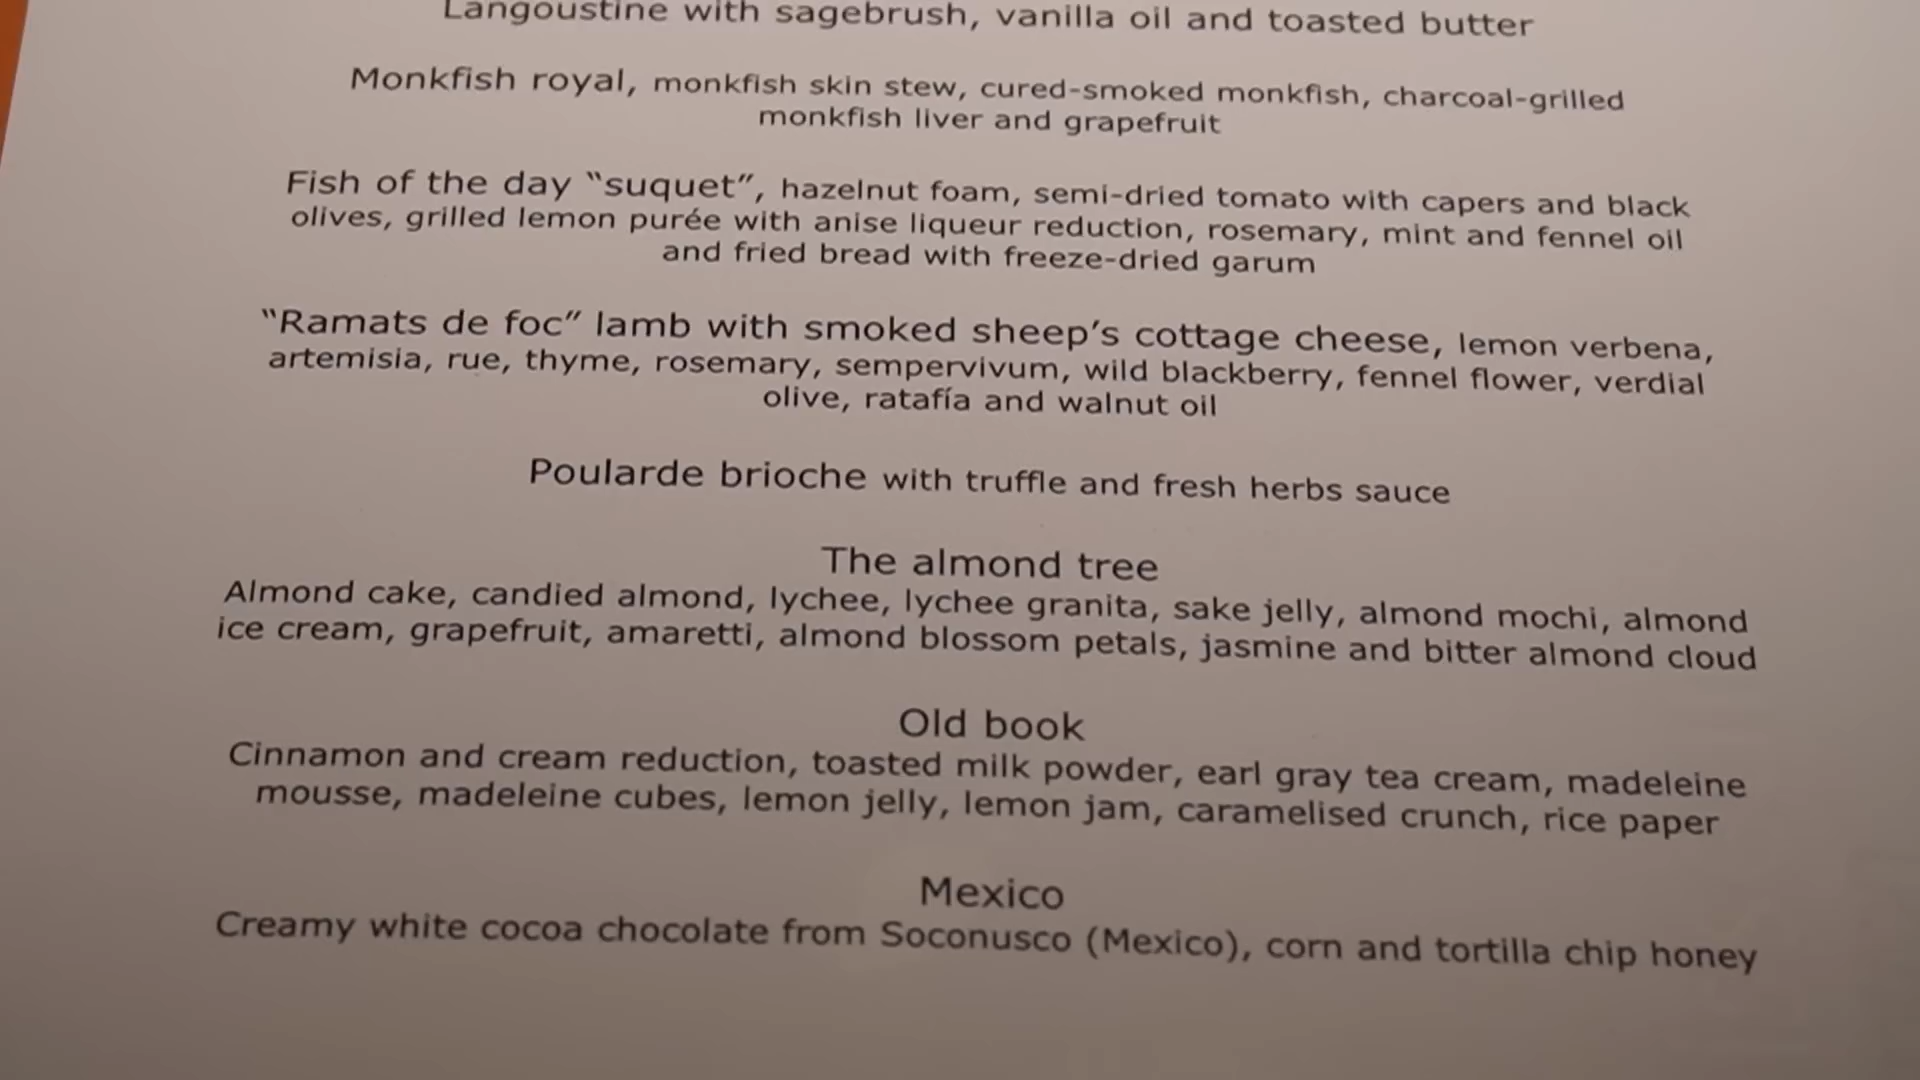 Langoustine with sagebrush, vanilla oil and toasted butter
Monkfish royal, monkfish skin stew, cured-smoked monkfish, charcoal-grilled
monkfish liver and grapefruit
Fish of the day “suquet”, hazelnut foam, semi-dried tomato with capers and black
olives, grilled lemon purée with anise liqueur reduction, rosemary, mint and fennel oil
and fried bread with freeze-dried garum
“Ramats de foc” lamb with smoked sheep’s cottage cheese, lemon verbena,
artemisia, rue, thyme, rosemary, sempervivum, wild blackberry, fennel flower, verdial
olive, ratafía and walnut oil
Poularde brioche with truffle and fresh herbs sauce
The almond tree
Almond cake, candied almond, lychee, lychee granita, sake jelly, almond mochi, almond
ice cream, grapefruit, amaretti, almond blossom petals, jasmine and bitter almond cloud
Old book
Cinnamon and cream reduction, toasted milk powder, earl gray tea cream, madeleine
mousse, madeleine cubes, lemon jelly, lemon jam, caramelised crunch, rice paper
Mexico
Creamy white cocoa chocolate from Soconusco (Mexico), corn and tortilla chip honey